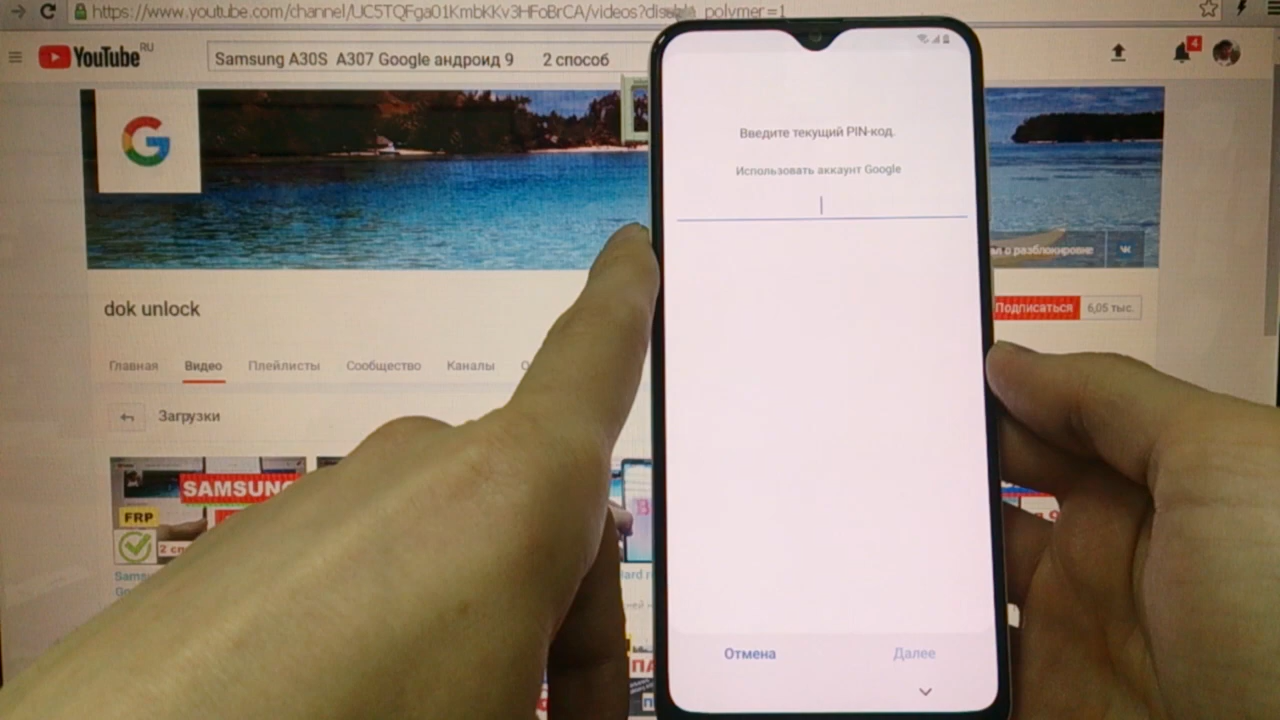 https://www.youtube.com/channel/UC5TQFga01KmbKKv3HFoBrCA/videos?disable_polymer=1
YouTube RU
Samsung A30S A307 Google андроид 9 2 способ
4
Введите текущий PIN-код.
Использовать аккаунт Google
о разблокировке
dok unlock
Подписаться 6,05 тыс.
Главная Видео Плейлисты Сообщество Каналы
Загрузки
SAMSUNG
FRP
Отмена Далее